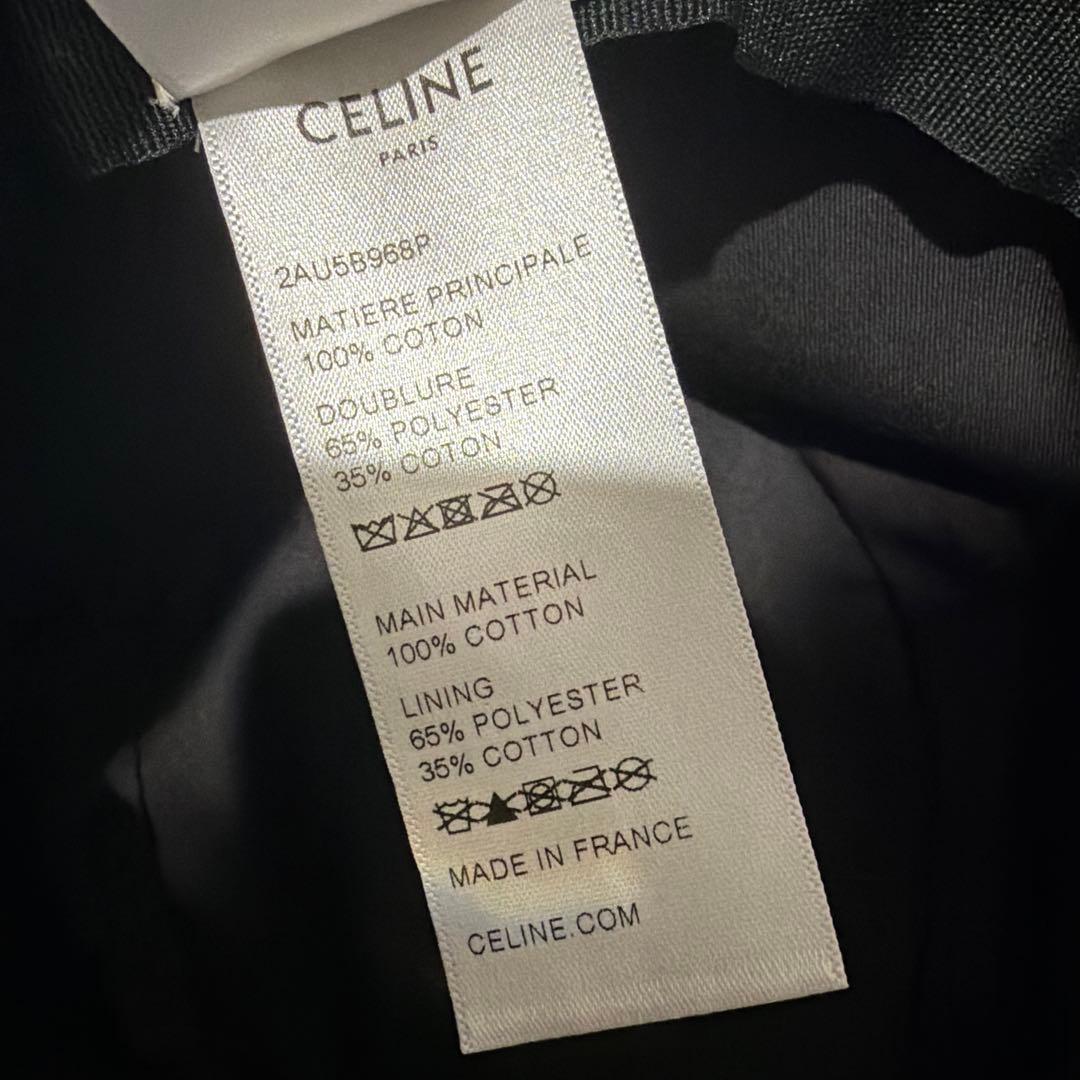 CELINE
PARIS
2AU5B968P
MATIERE PRINCIPALE
100% COTON
DOUBLURE
65% POLYESTER
35% COTON
MAIN MATERIAL
100% COTTON
LINING
65% POLYESTER
35% COTTON
MADE IN FRANCE
CELINE.COM